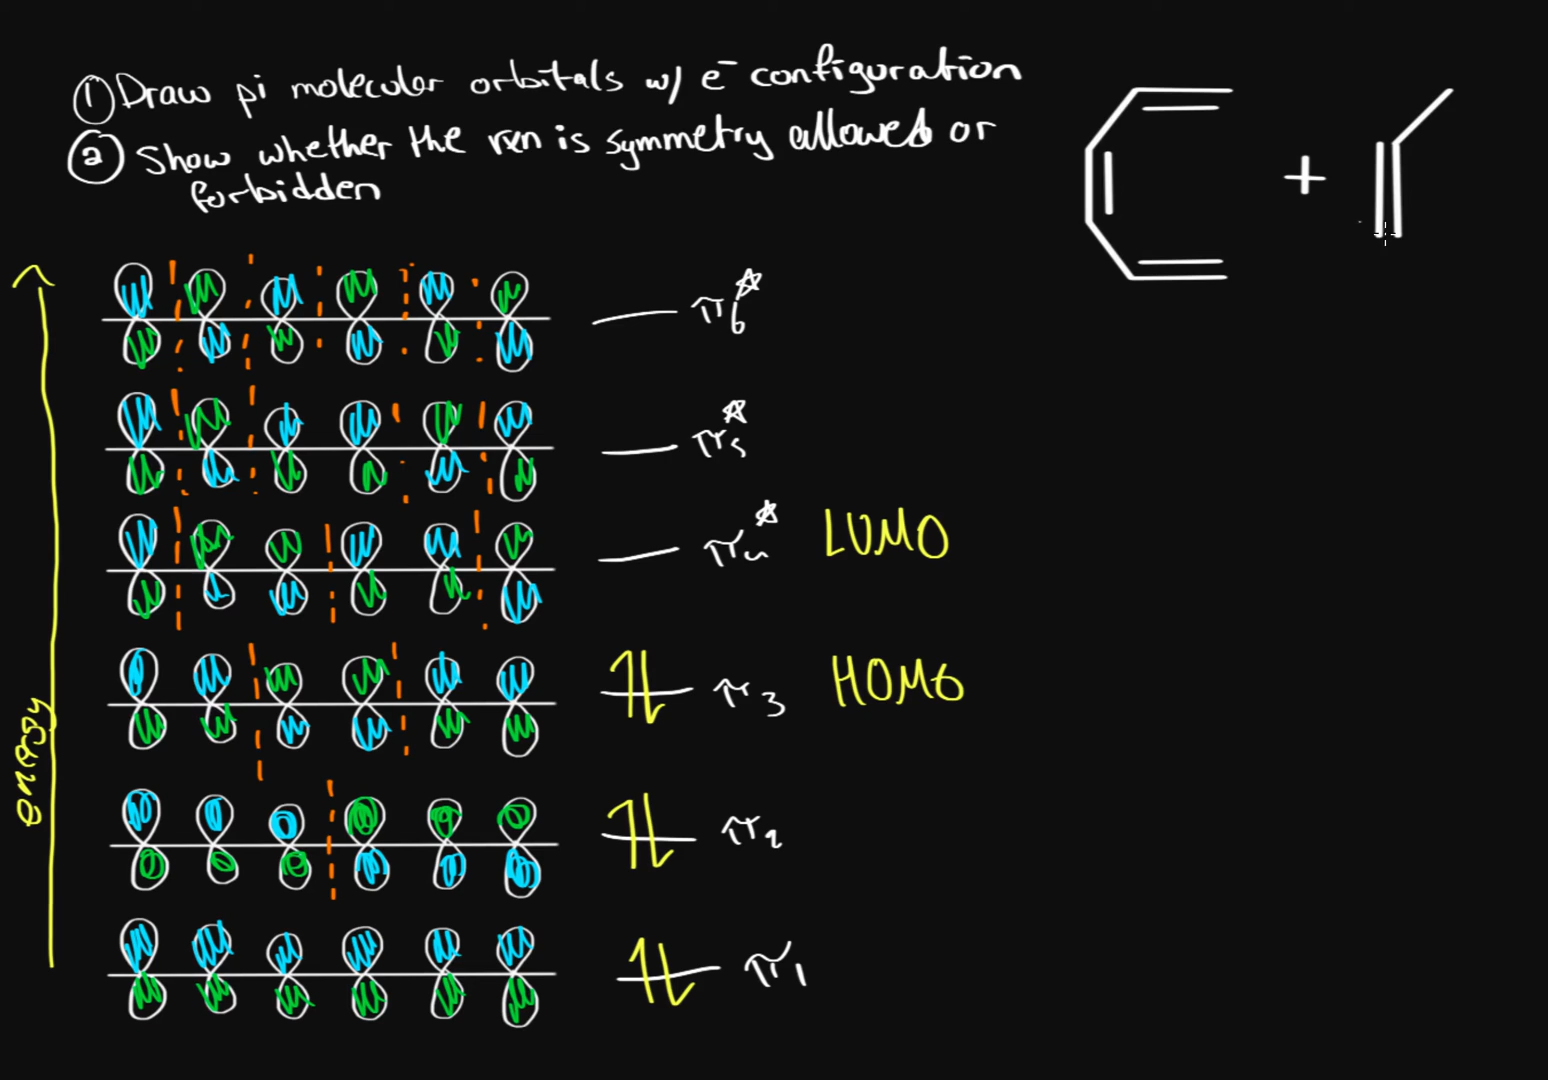 ① Draw pi molecular orbitals w/ e⁻ configuration
② Show whether the rxn is symmetry allowed or
forbidden
+
energy
π₆*
π₅*
π₄* LUMO
π₃ HOMO
π₂
π₁